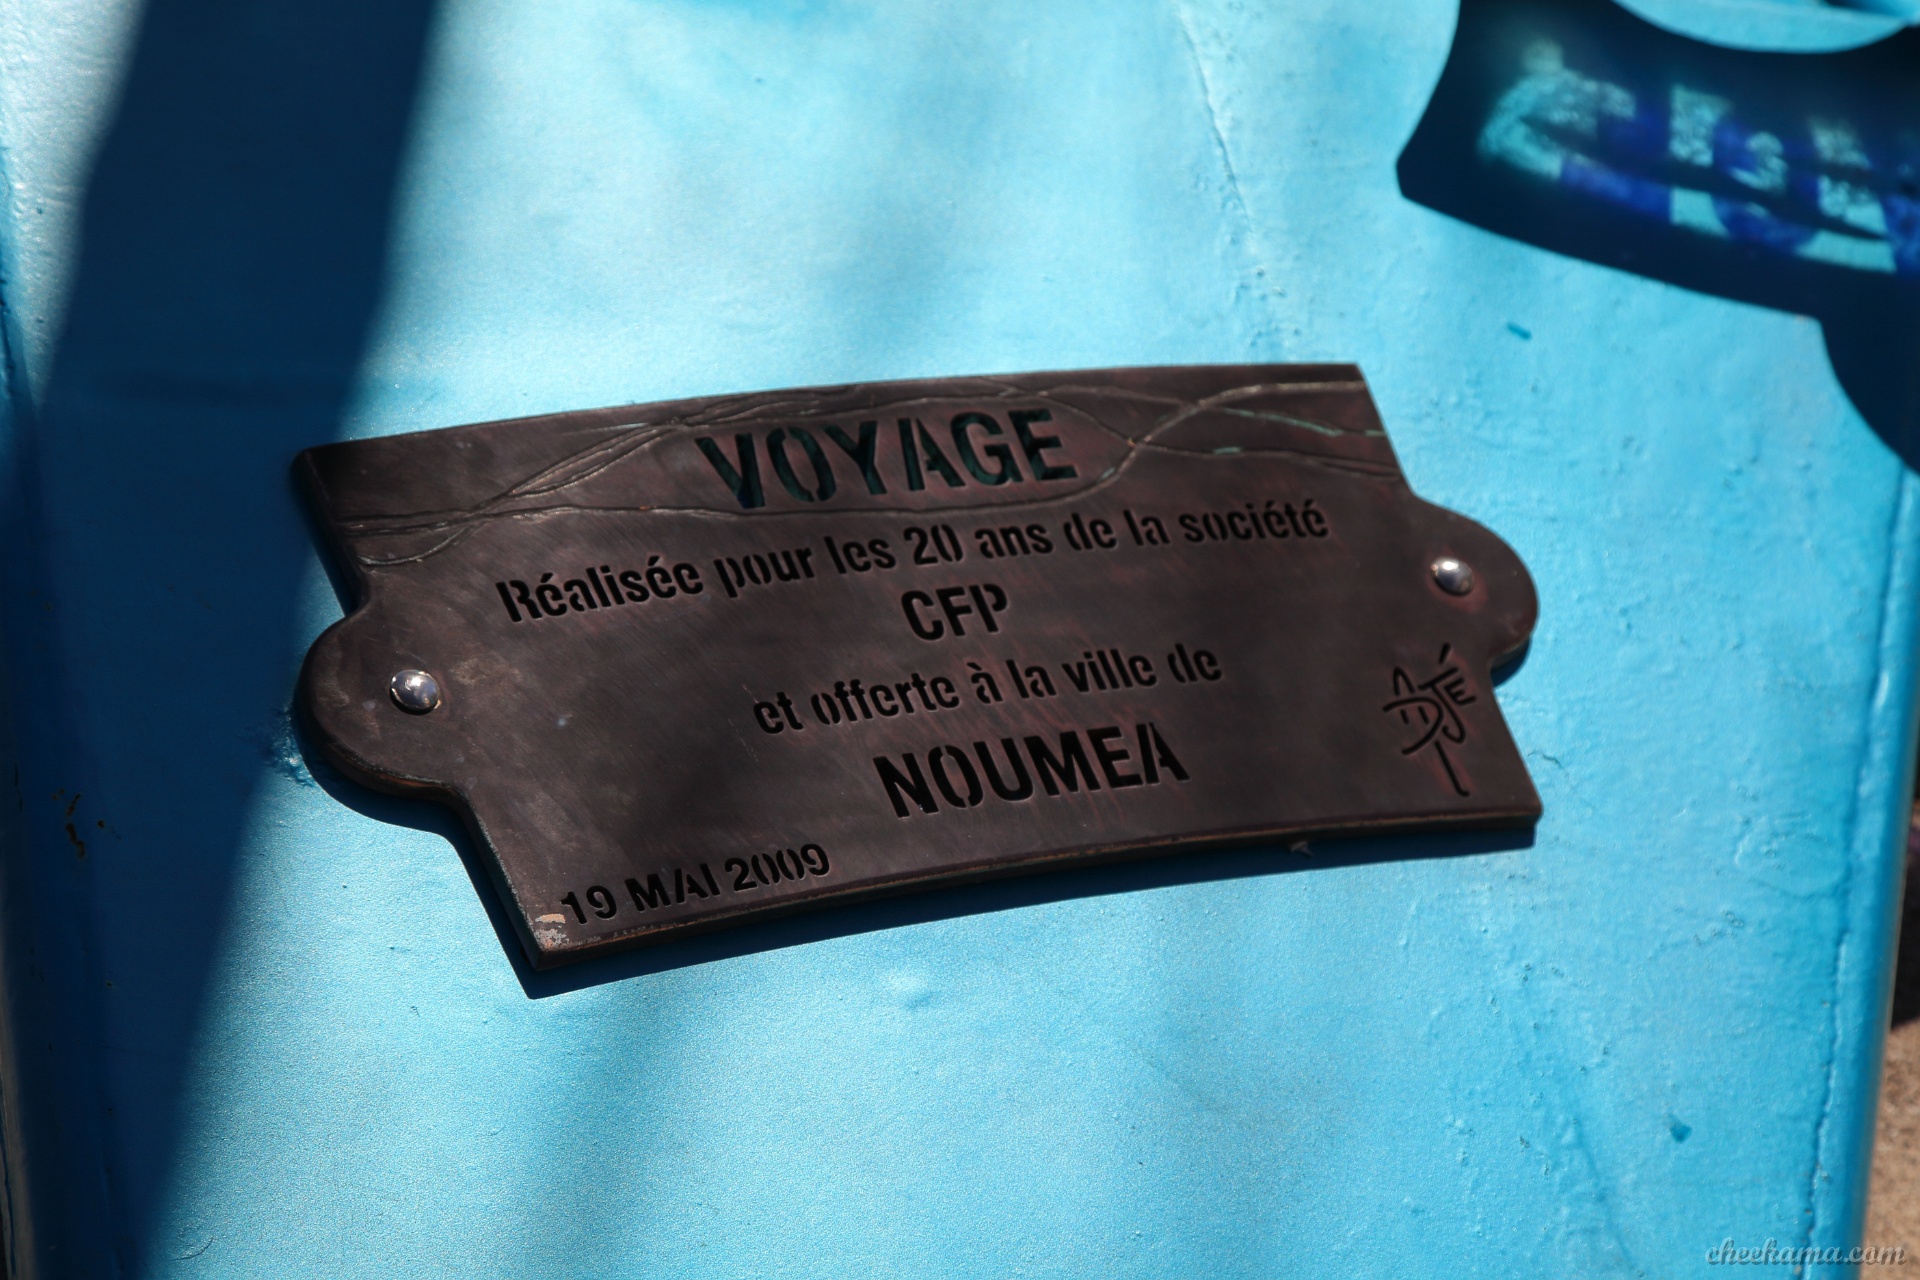 VOYAGE
Réalisée pour les 20 ans de la société
CFP
et offerte à la ville de
NOUMEA
19 MAI 2009
cheekama.com